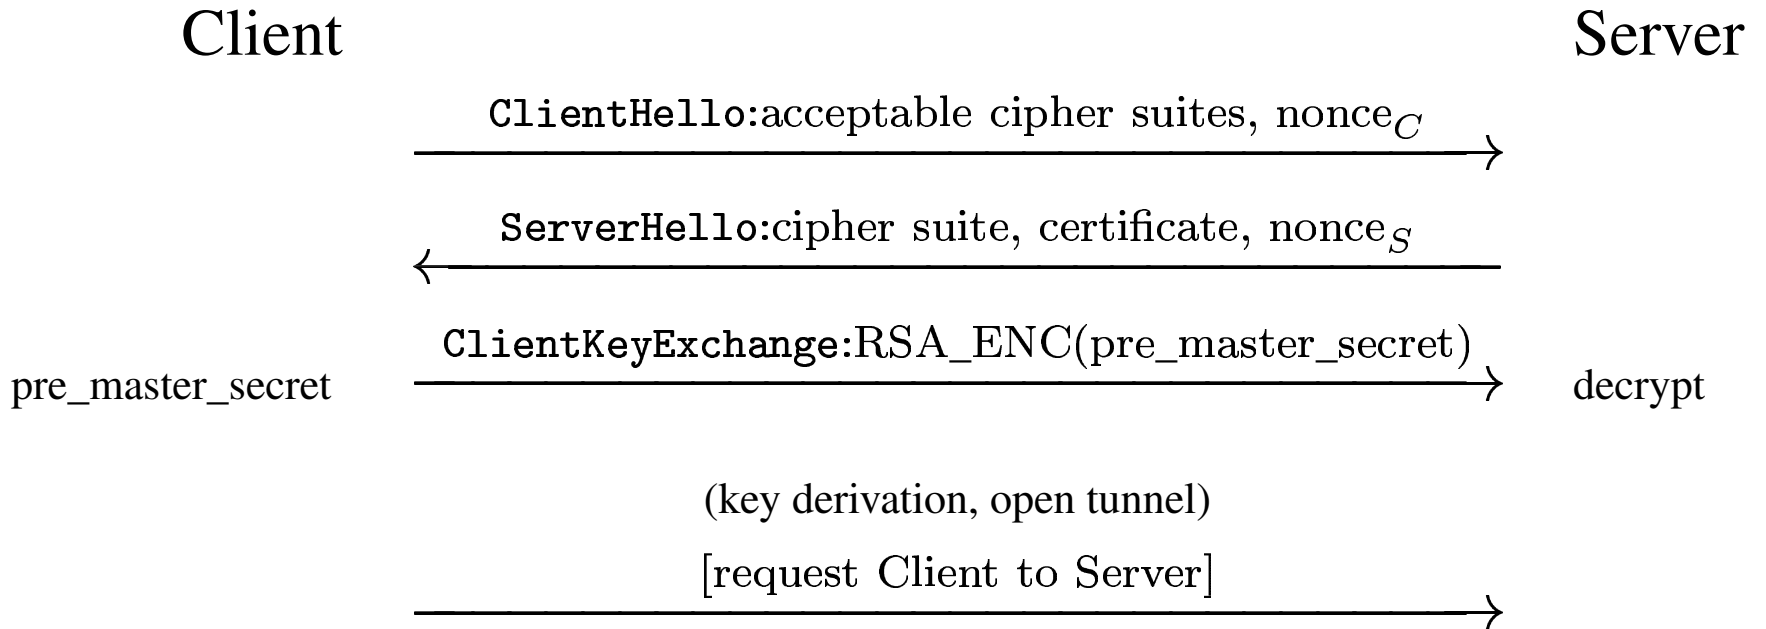 Client Server
ClientHello:acceptable cipher suites, nonce_C
ServerHello:cipher suite, certificate, nonce_S
ClientKeyExchange:RSA_ENC(pre_master_secret)
pre_master_secret decrypt
(key derivation, open tunnel)
[request Client to Server]